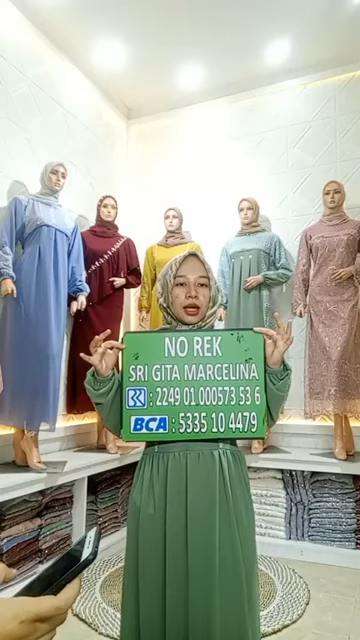 NO REK
SRI GITA MARCELINA
: 2249 01 000573 53 6
BCA : 5335 10 4479